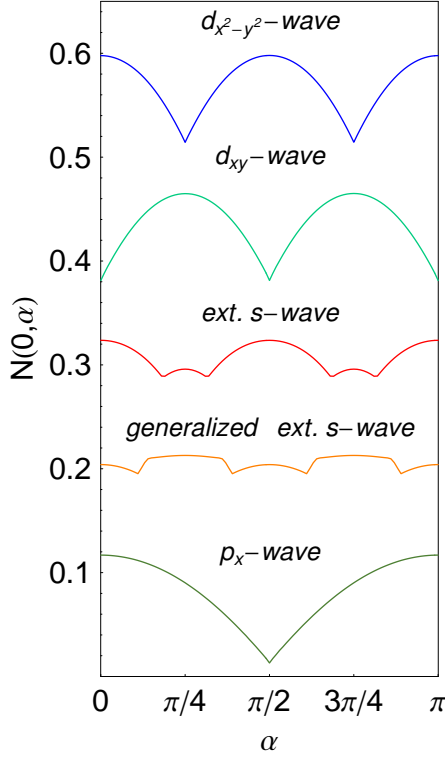 d_{x²−y²}−wave
0.6
0.5
d_{xy}−wave
0.4
N(0,α)
ext. s−wave
0.3
generalized ext. s−wave
0.2
p_x−wave
0.1
0 π/4 π/2 3π/4 π
α